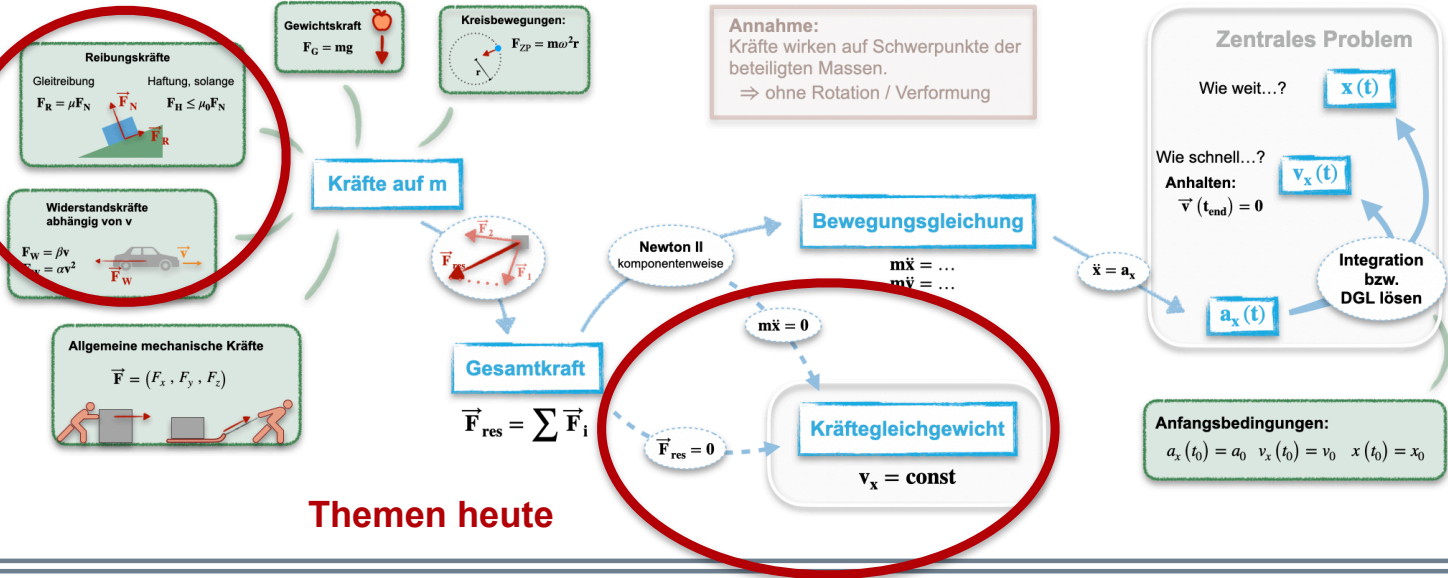 Reibungskräfte
Gleitreibung
Haftung, solange
F_R = μF_N
F_H ≤ μ_0F_N
F_N
F_R
Gewichtskraft
F_G = mg
Kreisbewegungen:
F_ZP = mω²r
r
Annahme:
Kräfte wirken auf Schwerpunkte der
beteiligten Massen.
⇒ ohne Rotation / Verformung
Zentrales Problem
Wie weit…?
x (t)
Wie schnell…?
v_x (t)
Anhalten:
v (t_end) = 0
Integration
bzw.
DGL lösen
a_x (t)
Widerstandskräfte
abhängig von v
F_W = βv
= αv²
F_W
v
Kräfte auf m
F_2
F_res
F_1
Newton II
komponentenweise
Bewegungsgleichung
mẍ = …
mÿ = …
ẍ = a_x
mẍ = 0
Allgemeine mechanische Kräfte
F = (F_x , F_y , F_z)
Gesamtkraft
F_res = ∑ F_i
F_res = 0
Kräftegleichgewicht
v_x = const
Anfangsbedingungen:
a_x (t_0) = a_0 v_x (t_0) = v_0 x (t_0) = x_0
Themen heute